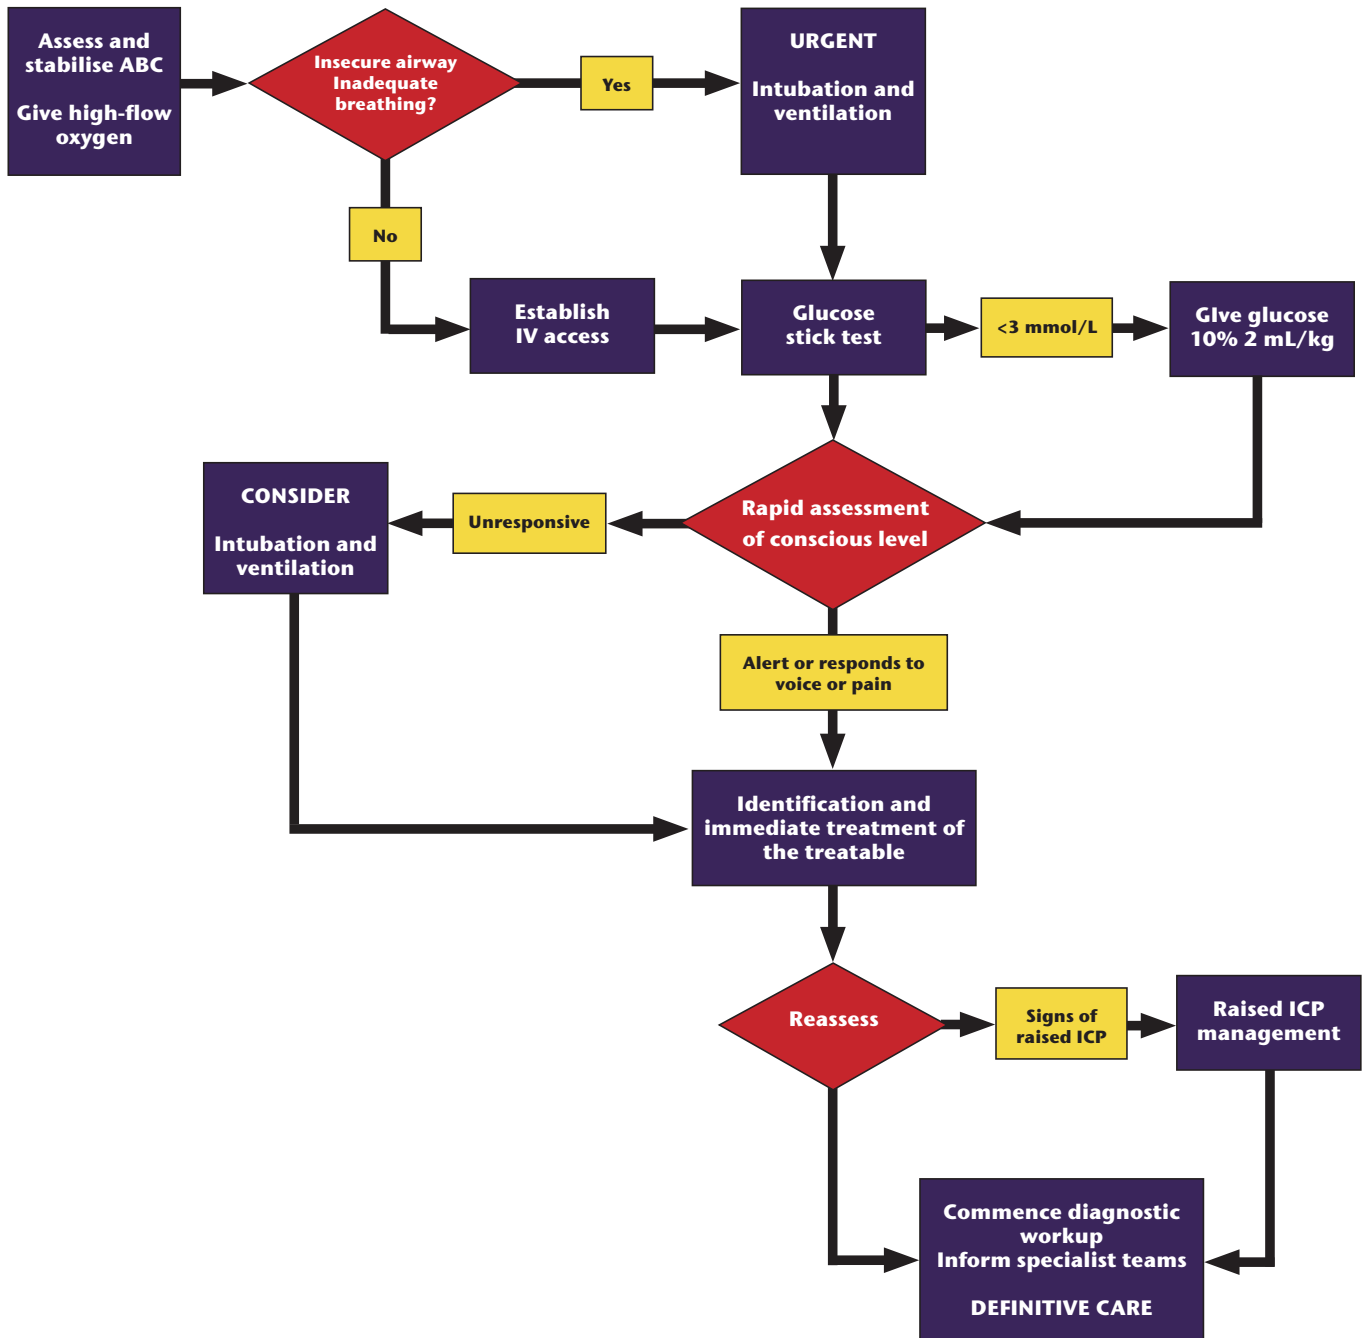 Assess and
stabilise ABC
Give high-flow
oxygen
Insecure airway
Inadequate
breathing?
Yes
URGENT
Intubation and
ventilation
No
Establish
IV access
Glucose
stick test
<3 mmol/L
GIve glucose
10% 2 mL/kg
CONSIDER
Intubation and
ventilation
Unresponsive
Rapid assessment
of conscious level
Alert or responds to
voice or pain
Identification and
immediate treatment of
the treatable
Reassess
Signs of
raised ICP
Raised ICP
management
Commence diagnostic
workup
Inform specialist teams
DEFINITIVE CARE